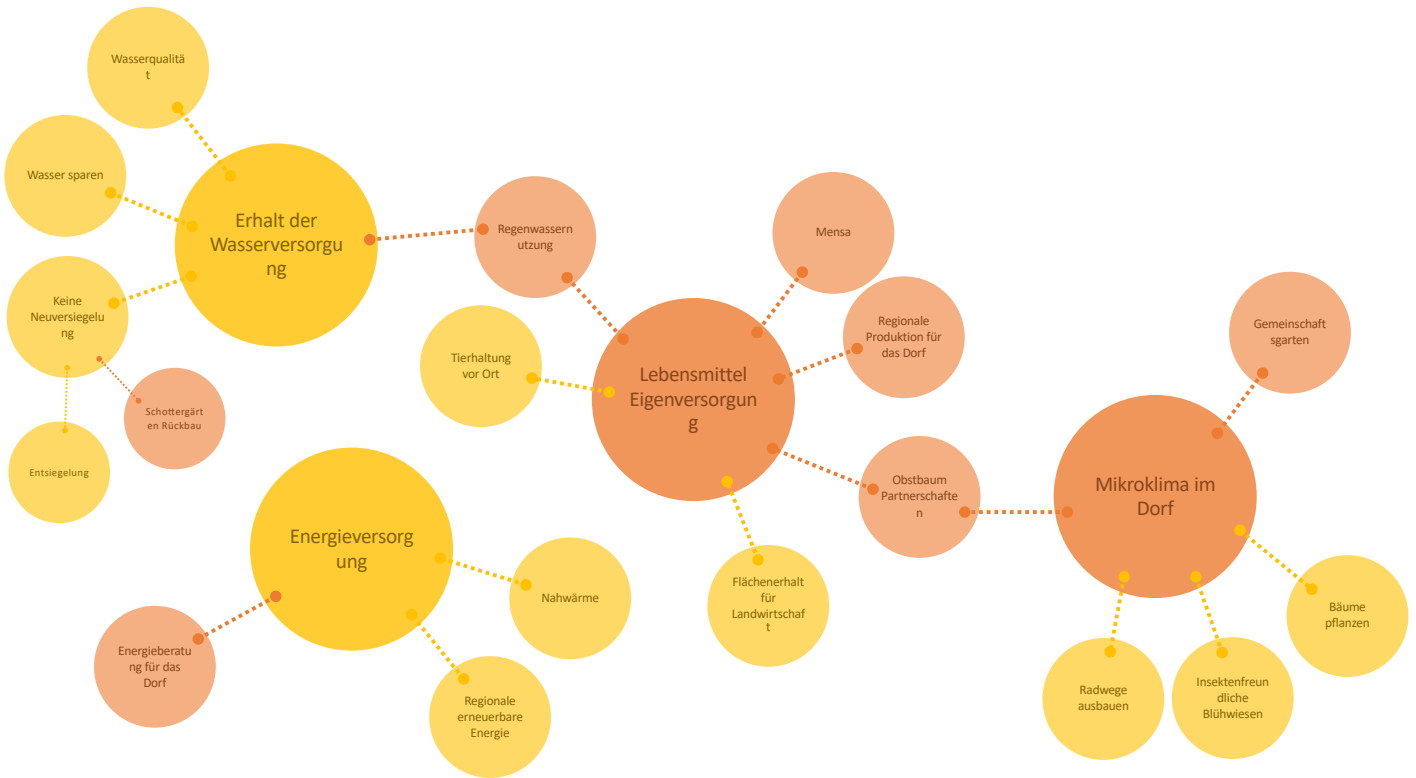 Wasserqualitä
t
Wasser sparen
Erhalt der
Wasserversorgu
ng
Keine
Neuversiegelu
ng
Schottergärt
en Rückbau
Entsiegelung
Regenwassern
utzung
Mensa
Regionale
Produktion für
das Dorf
Tierhaltung
vor Ort
Lebensmittel
Eigenversorgun
g
Obstbaum
Partnerschafte
n
Flächenerhalt
für
Landwirtschaf
t
Gemeinschaft
sgarten
Mikroklima im
Dorf
Bäume
pflanzen
Insektenfreun
dliche
Blühwiesen
Radwege
ausbauen
Energieversorg
ung
Nahwärme
Energieberatu
ng für das
Dorf
Regionale
erneuerbare
Energie